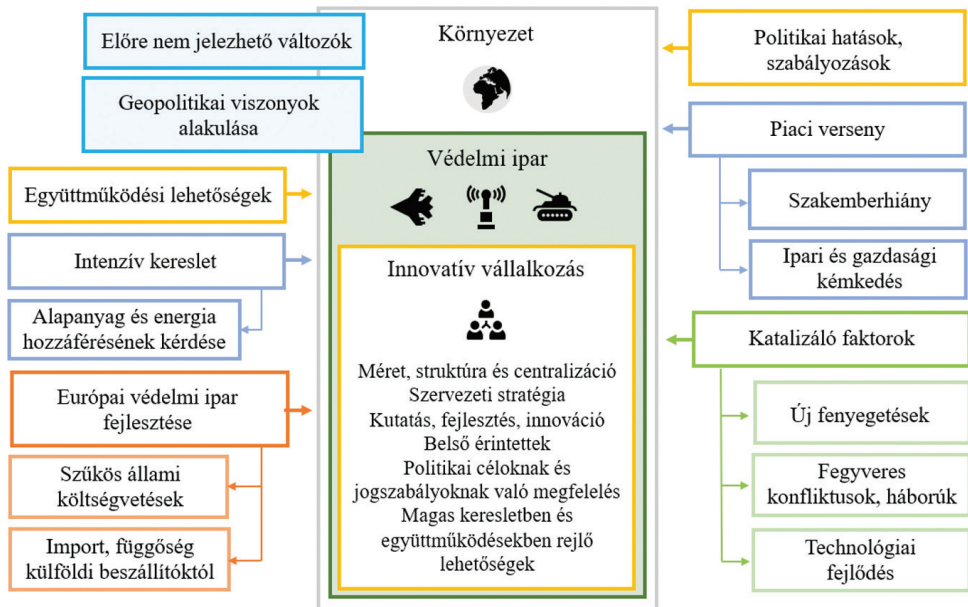 Előre nem jelezhető változók
Geopolitikai viszonyok
alakulása
Együttműködési lehetőségek
Intenzív kereslet
Alapanyag és energia
hozzáférésének kérdése
Európai védelmi ipar
fejlesztése
Szűkös állami
költségvetések
Import, függőség
külföldi beszállítóktól
Környezet
Védelmi ipar
Innovatív vállalkozás
Méret, struktúra és centralizáció
Szervezeti stratégia
Kutatás, fejlesztés, innováció
Belső érintettek
Politikai céloknak és
jogszabályoknak való megfelelés
Magas keresletben és
együttműködésekben rejlő
lehetőségek
Politikai hatások,
szabályozások
Piaci verseny
Szakemberhiány
Ipari és gazdasági
kémkedés
Katalizáló faktorok
Új fenyegetések
Fegyveres
konfliktusok, háborúk
Technológiai
fejlődés